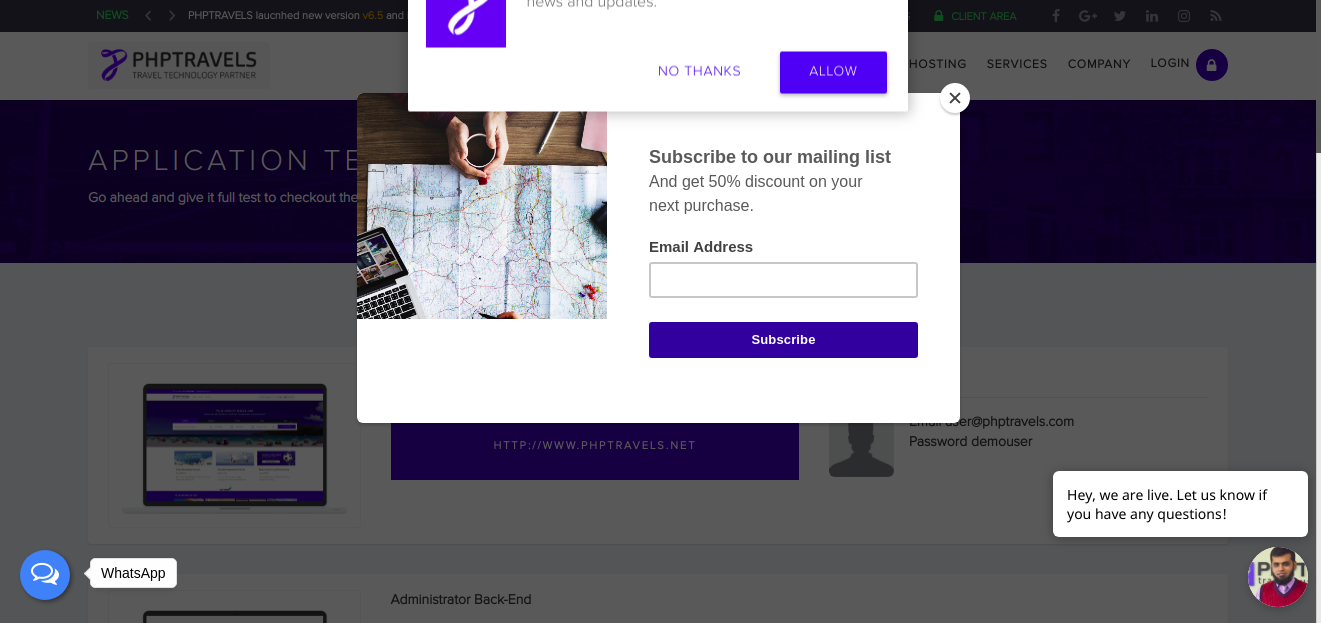 NEWS
PHPTRAVELS laucnhed new version v6.5 and
CLIENT AREA
news and updates.
NO THANKS
ALLOW
PHPTRAVELS
TRAVEL TECHNOLOGY PARTNER
HOSTING
SERVICES
COMPANY
LOGIN
APPLICATION TE
Go ahead and give it full test to checkout the
Subscribe to our mailing list
And get 50% discount on your
next purchase.
Email Address
Subscribe
HTTP://WWW.PHPTRAVELS.NET
Email user@phptravels.com
Password demouser
Hey, we are live. Let us know if
you have any questions!
WhatsApp
Administrator Back-End